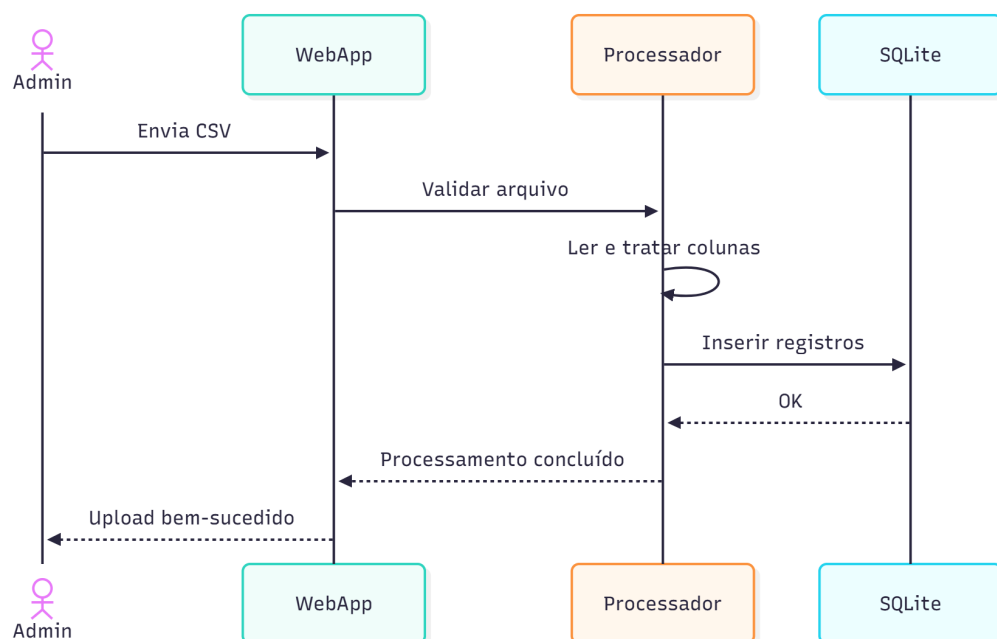 Admin
WebApp
Processador
SQLite
Envia CSV
Validar arquivo
Ler e tratar colunas
Inserir registros
OK
Processamento concluído
Upload bem-sucedido
Admin
WebApp
Processador
SQLite